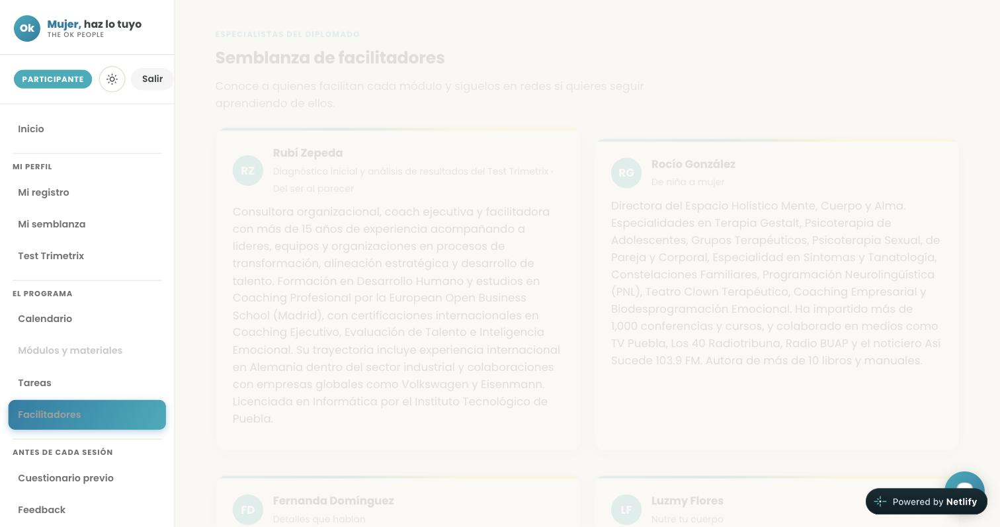 Ok
Mujer, haz lo tuyo
THE OK PEOPLE
PARTICIPANTE
Salir
Inicio
MI PERFIL
Mi registro
Mi semblanza
Test Trimetrix
EL PROGRAMA
Calendario
Módulos y materiales
Tareas
Facilitadores
ANTES DE CADA SESIÓN
Cuestionario previo
Feedback
ESPECIALISTAS DEL DIPLOMADO
Semblanza de facilitadores
Conoce a quienes facilitan cada módulo y síguelos en redes si quieres seguir
aprendiendo de ellos.
RZ
Rubí Zepeda
Diagnóstico inicial y análisis de resultados del Test Trimetrix ·
Del ser al parecer
Consultora organizacional, coach ejecutiva y facilitadora
con más de 15 años de experiencia acompañando a
líderes, equipos y organizaciones en procesos de
transformación, alineación estratégica y desarrollo de
talento. Formación en Desarrollo Humano y estudios en
Coaching Profesional por la European Open Business
School (Madrid), con certificaciones internacionales en
Coaching Ejecutivo, Evaluación de Talento e Inteligencia
Emocional. Su trayectoria incluye experiencia internacional
en Alemania dentro del sector industrial y colaboraciones
con empresas globales como Volkswagen y Eisenmann.
Licenciada en Informática por el Instituto Tecnológico de
Puebla.
RG
Rocío González
De niña a mujer
Directora del Espacio Holístico Mente, Cuerpo y Alma.
Especialidades en Terapia Gestalt, Psicoterapia de
Adolescentes, Grupos Terapéuticos, Psicoterapia Sexual, de
Pareja y Corporal, Especialidad en Síntomas y Tanatología,
Constelaciones Familiares, Programación Neurolingüística
(PNL), Teatro Clown Terapéutico, Coaching Empresarial y
Biodesprogramación Emocional. Ha impartido más de
1,000 conferencias y cursos, y colaborado en medios como
TV Puebla, Los 40 Radiotribuna, Radio BUAP y el noticiero Así
Sucede 103.9 FM. Autora de más de 10 libros y manuales.
FD
Fernanda Domínguez
Detalles que hablan
LF
Luzmy Flores
Nutre tu cuerpo
Powered by Netlify